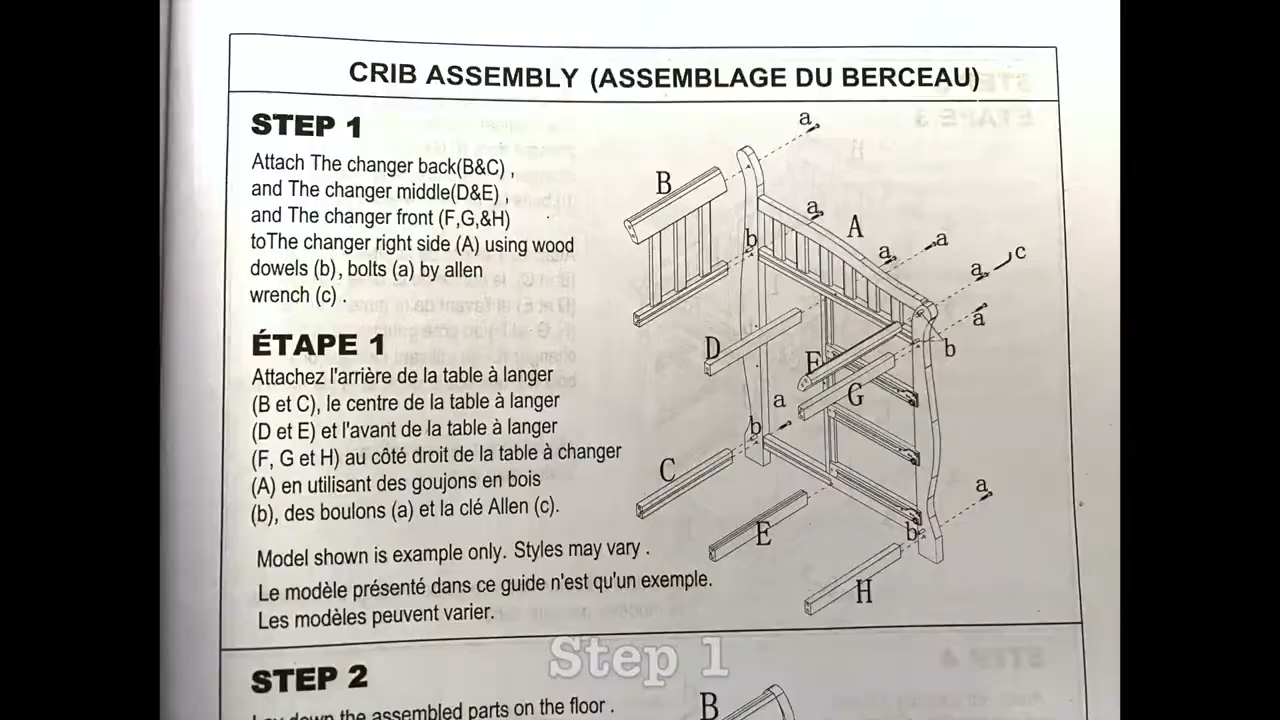 CRIB ASSEMBLY (ASSEMBLAGE DU BERCEAU)
STEP 1
Attach The changer back(B&C) ,
and The changer middle(D&E) ,
and The changer front (F,G,&H)
toThe changer right side (A) using wood
dowels (b), bolts (a) by allen
wrench (c) .
ÉTAPE 1
Attachez l'arrière de la table à langer
(B et C), le centre de la table à langer
(D et E) et l'avant de la table à langer
(F, G et H) au côté droit de la table à changer
(A) en utilisant des goujons en bois
(b), des boulons (a) et la clé Allen (c).
Model shown is example only. Styles may vary .
Le modèle présenté dans ce guide n'est qu'un exemple.
Les modèles peuvent varier.
a
B
a
A
b
a
a
c
a
a
b
D
F
G
a
b
C
a
E
b
H
Step 1
STEP 2
Lay down the assembled parts on the floor .
B